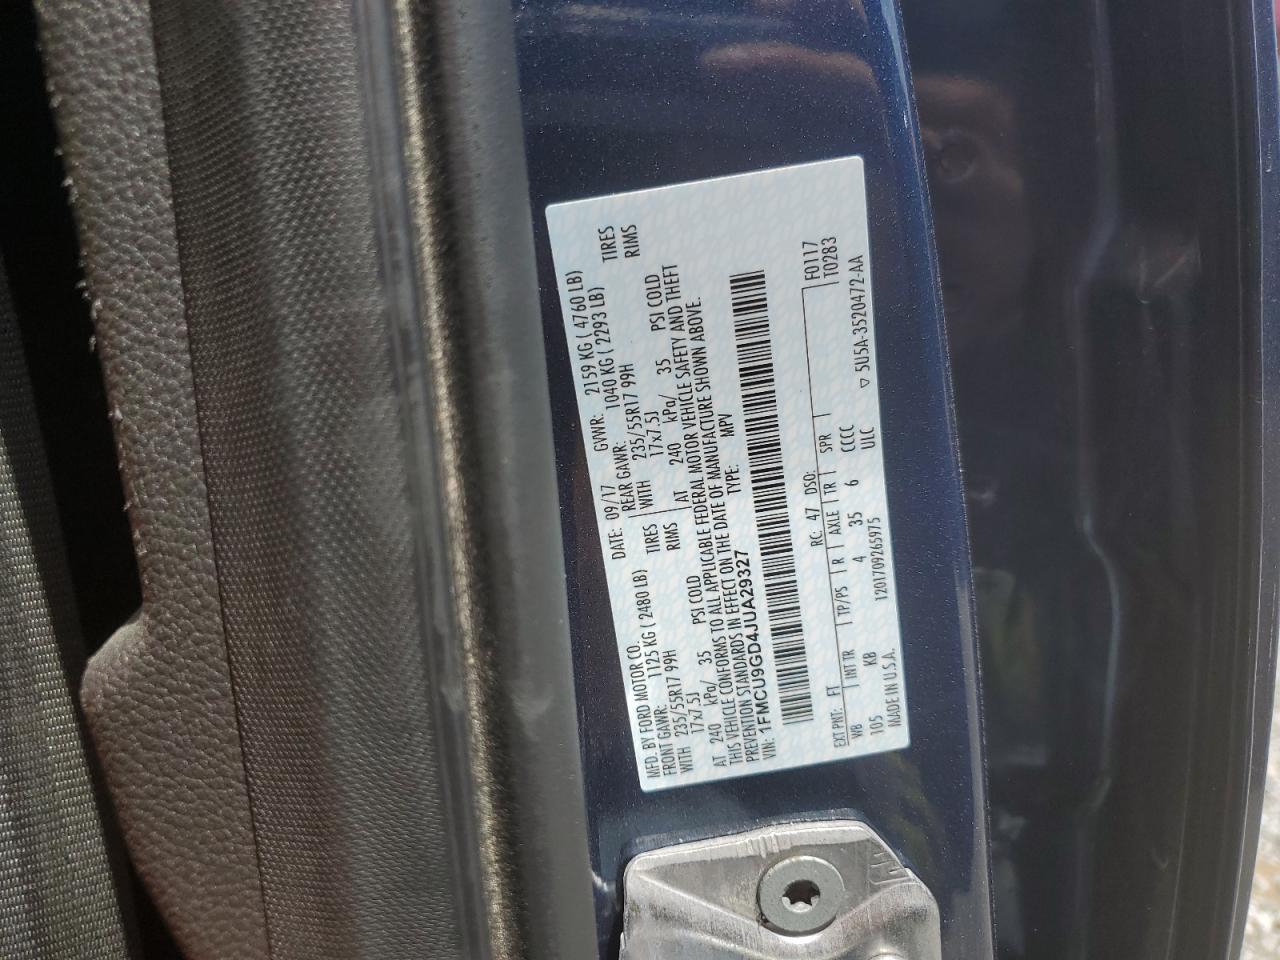 MFD. BY FORD MOTOR CO.
DATE: 09/17 GVWR: 2159 KG ( 4760 LB)
FRONT GAWR: 1125 KG ( 2480 LB)
REAR GAWR: 1040 KG ( 2293 LB)
WITH 235/55R17 99H TIRES
WITH 235/55R17 99H TIRES
17x7.5J RIMS
17x7.5J RIMS
AT 240 kPa/ 35 PSI COLD
AT 240 kPa/ 35 PSI COLD
THIS VEHICLE CONFORMS TO ALL APPLICABLE FEDERAL MOTOR VEHICLE SAFETY AND THEFT
PREVENTION STANDARDS IN EFFECT ON THE DATE OF MANUFACTURE SHOWN ABOVE.
VIN: 1FMCU9GD4JUA29327
TYPE: MPV
F0117
T0283
EXT PNT: FT RC: 47 DSO:
WB INT TR TP/PS R AXLE TR SPR
105 KB 4 35 6 CCCC
MADE IN U.S.A. 1201709265975 ULC ▽ 5U5A-3520472-AA